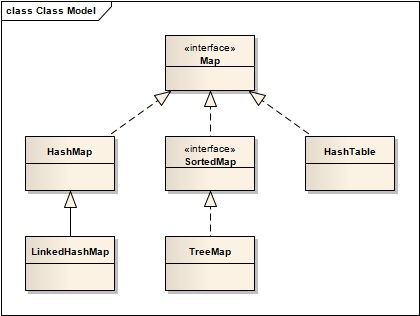 class Class Model
«interface»
Map
HashMap
«interface»
SortedMap
HashTable
LinkedHashMap
TreeMap